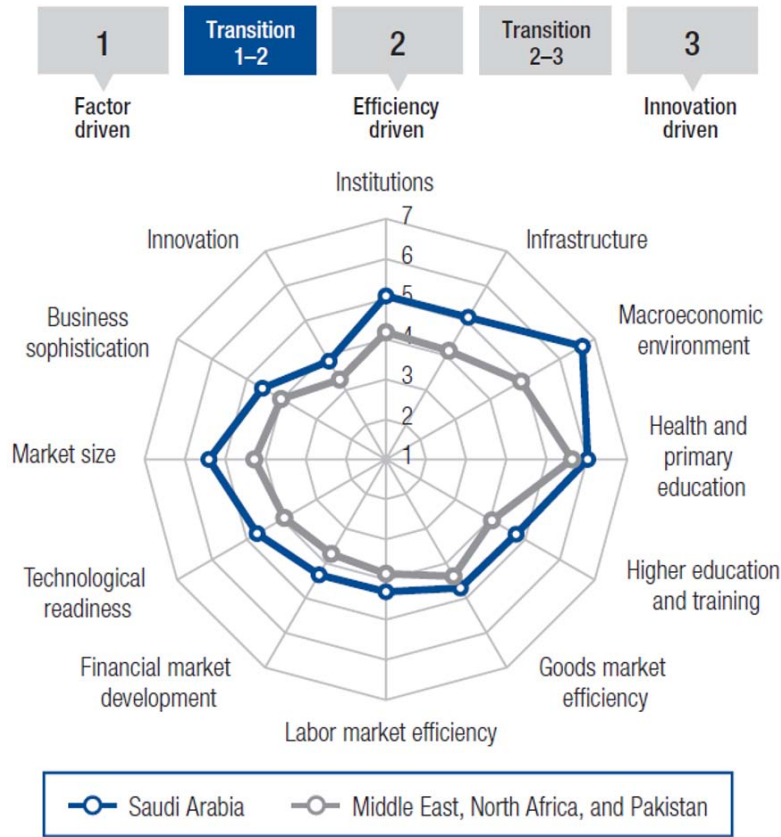 1
Transition
1–2
2
Transition
2–3
3
Factor
driven
Efficiency
driven
Innovation
driven
Institutions
Infrastructure
Macroeconomic
environment
Health and
primary
education
Higher education
and training
Goods market
efficiency
Labor market efficiency
Financial market
development
Technological
readiness
Market size
Business
sophistication
Innovation
7
6
5
4
3
2
1
Saudi Arabia
Middle East, North Africa, and Pakistan